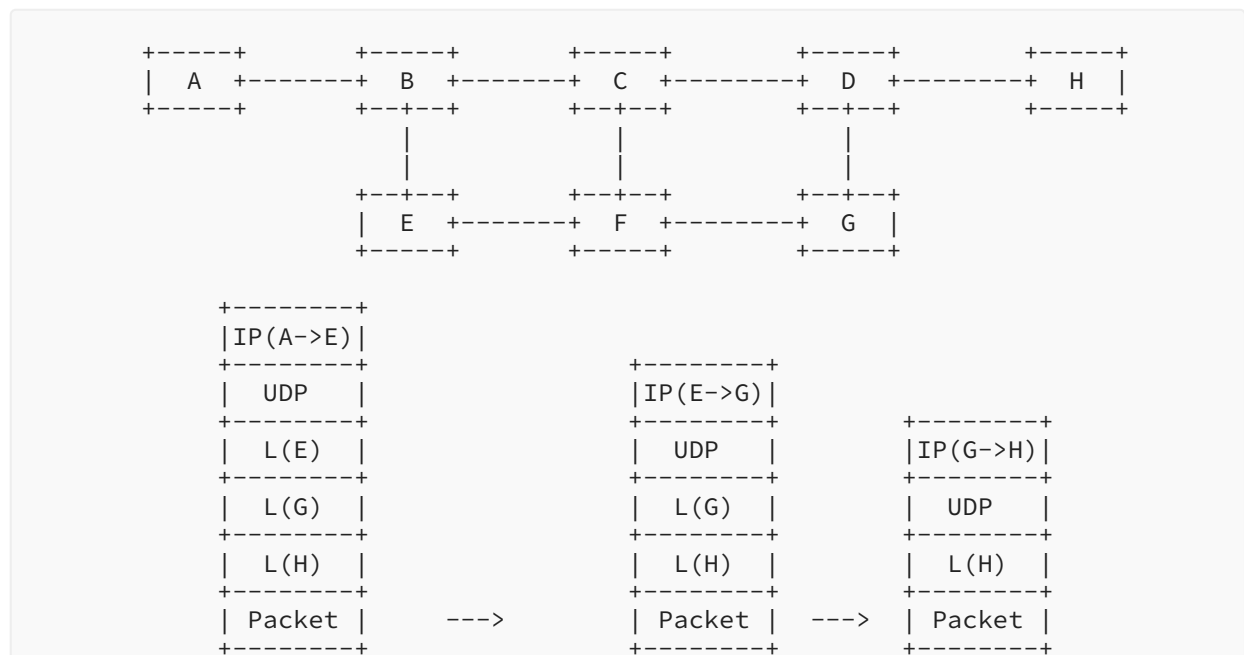 +-----+       +-----+       +-----+        +-----+        +-----+
|  A  +-------+  B  +-------+  C  +--------+  D  +--------+  H  |
+-----+       +--+--+       +--+--+        +--+--+        +-----+
                 |             |              |
                 |             |              |
              +--+--+       +--+--+        +--+--+
              |  E  +-------+  F  +--------+  G  |
              +-----+       +-----+        +-----+
     +--------+
     |IP(A->E)|
     +--------+                 +--------+
     |  UDP   |                 |IP(E->G)|
     +--------+                 +--------+        +--------+
     |  L(E)  |                 |  UDP   |        |IP(G->H)|
     +--------+                 +--------+        +--------+
     |  L(G)  |                 |  L(G)  |        |  UDP   |
     +--------+                 +--------+        +--------+
     |  L(H)  |                 |  L(H)  |        |  L(H)  |
     +--------+                 +--------+        +--------+
     | Packet |     --->        | Packet |  --->  | Packet |
     +--------+                 +--------+        +--------+